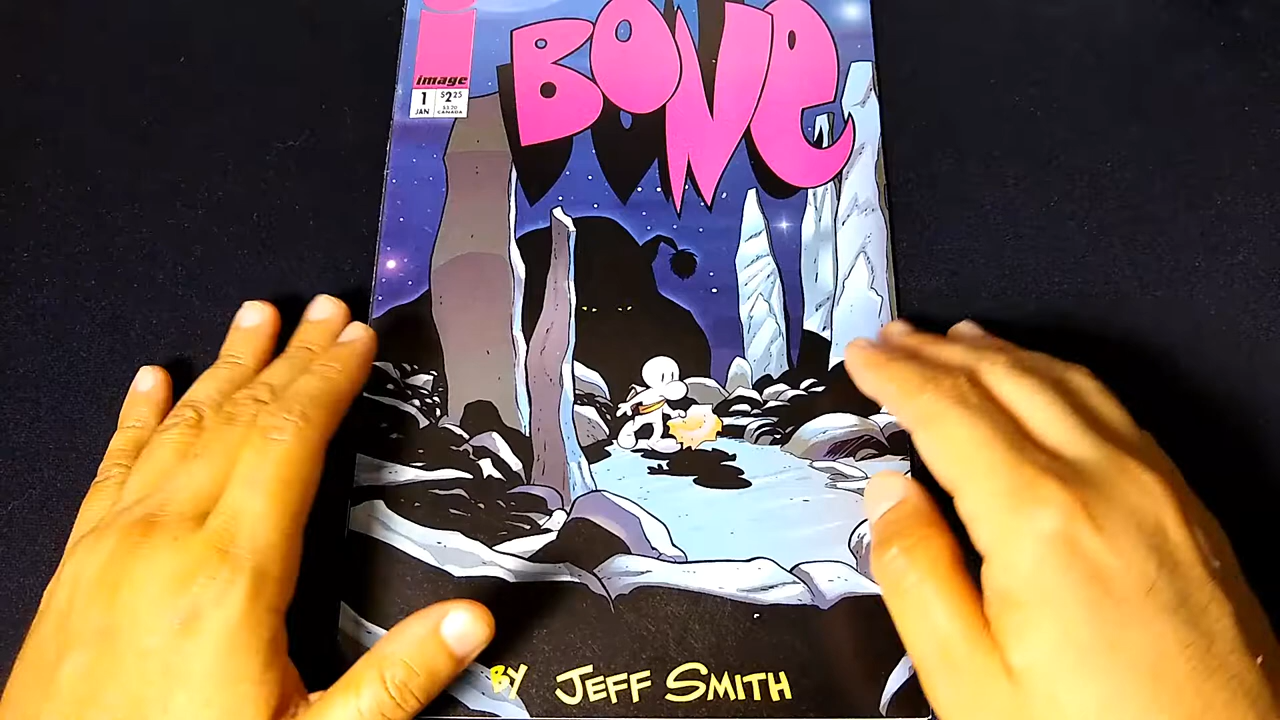 BONE
image
1 $2.25
JAN $3.20
CANADA
BY JEFF SMITH